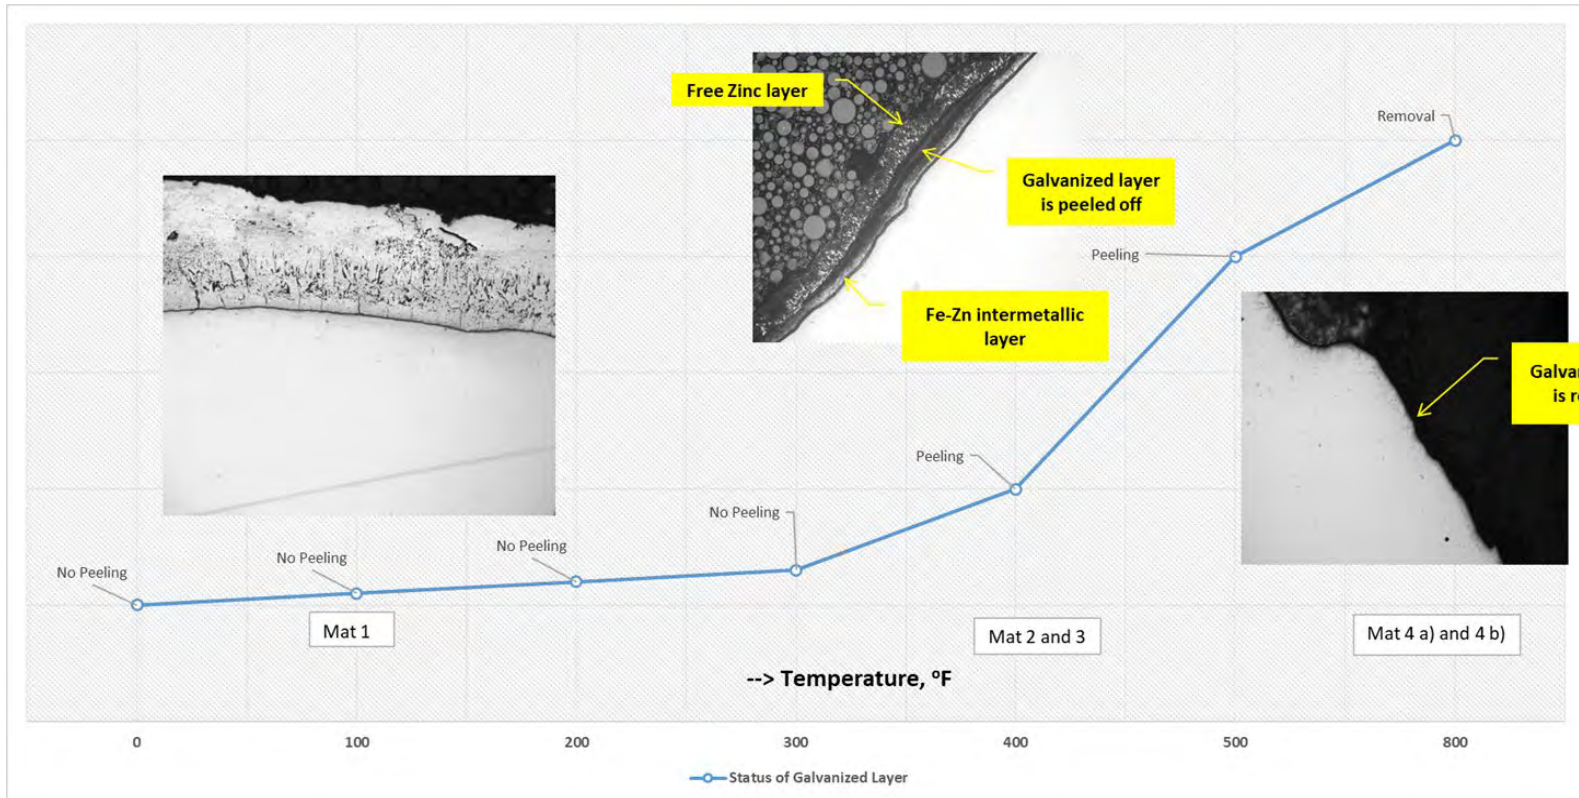 Free Zinc layer
Galvanized layer
is peeled off
Fe-Zn intermetallic
layer
Removal
Peeling
Peeling
No Peeling
No Peeling
No Peeling
No Peeling
Mat 1
Mat 2 and 3
Mat 4 a) and 4 b)
--> Temperature, °F
0
100
200
300
400
500
800
Status of Galvanized Layer
is